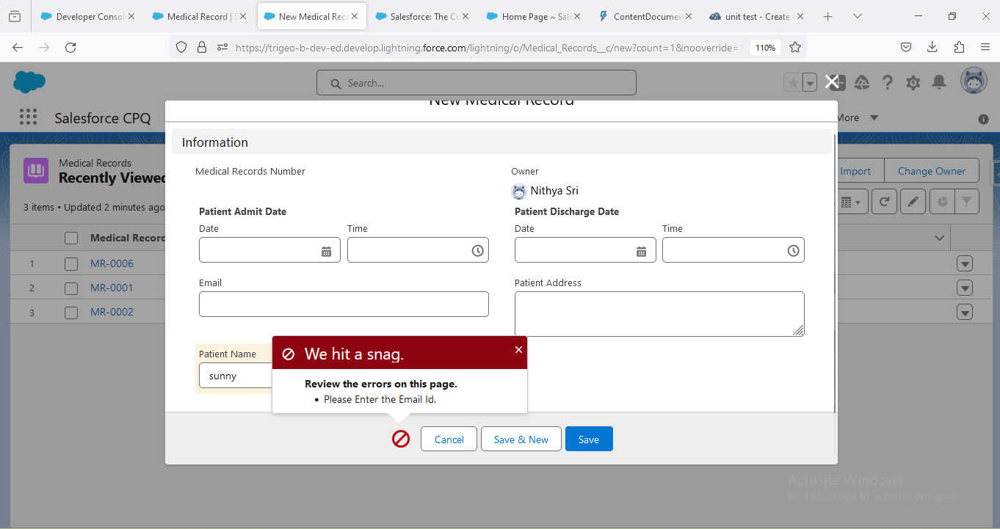 Developer Consol
Medical Record | S
New Medical Reco
Salesforce: The Cu
Home Page ~ Sale
ContentDocumen
unit test - Create
https://trigeo-b-dev-ed.develop.lightning.force.com/lightning/o/Medical_Records__c/new?count=1&nooverride=1
110%
Search...
Salesforce CPQ
More
New Medical Record
Information
Medical Records
Recently Viewed
Import
Change Owner
3 items • Updated 2 minutes ago
Medical Record
1 MR-0006
2 MR-0001
3 MR-0002
Medical Records Number
Owner
Nithya Sri
Patient Admit Date
Patient Discharge Date
Date
Time
Date
Time
Email
Patient Address
Patient Name
sunny
We hit a snag.
Review the errors on this page.
• Please Enter the Email Id.
Cancel
Save & New
Save
Activate Windows
Go to Settings to activate Windows.